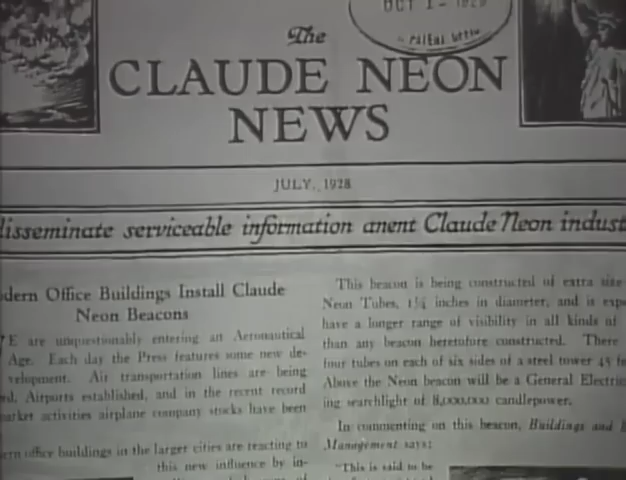 OCT 1 - 1928
The
CLAUDE NEON
NEWS
JULY, 1928
disseminate serviceable information anent Claude Neon indust
dern Office Buildings Install Claude
Neon Beacons
E are unquestionably entering an Aeronautical
Age. Each day the Press features some new de-
velopment. Air transportation lines are being
ed, Airports established, and in the recent record
market activities airplane company stocks have been
ern office buildings in the larger cities are reacting to
this new influence by in-
This beacon is being constructed of extra size
Neon Tubes, 1¼ inches in diameter, and is exp
have a longer range of visibility in all kinds of
than any beacon heretofore constructed. There
four tubes on each of six sides of a steel tower 45 fe
Above the Neon beacon will be a General Electric
ing searchlight of 8,000,000 candlepower.
In commenting on this beacon, Buildings and B
Management says:
"This is said to be